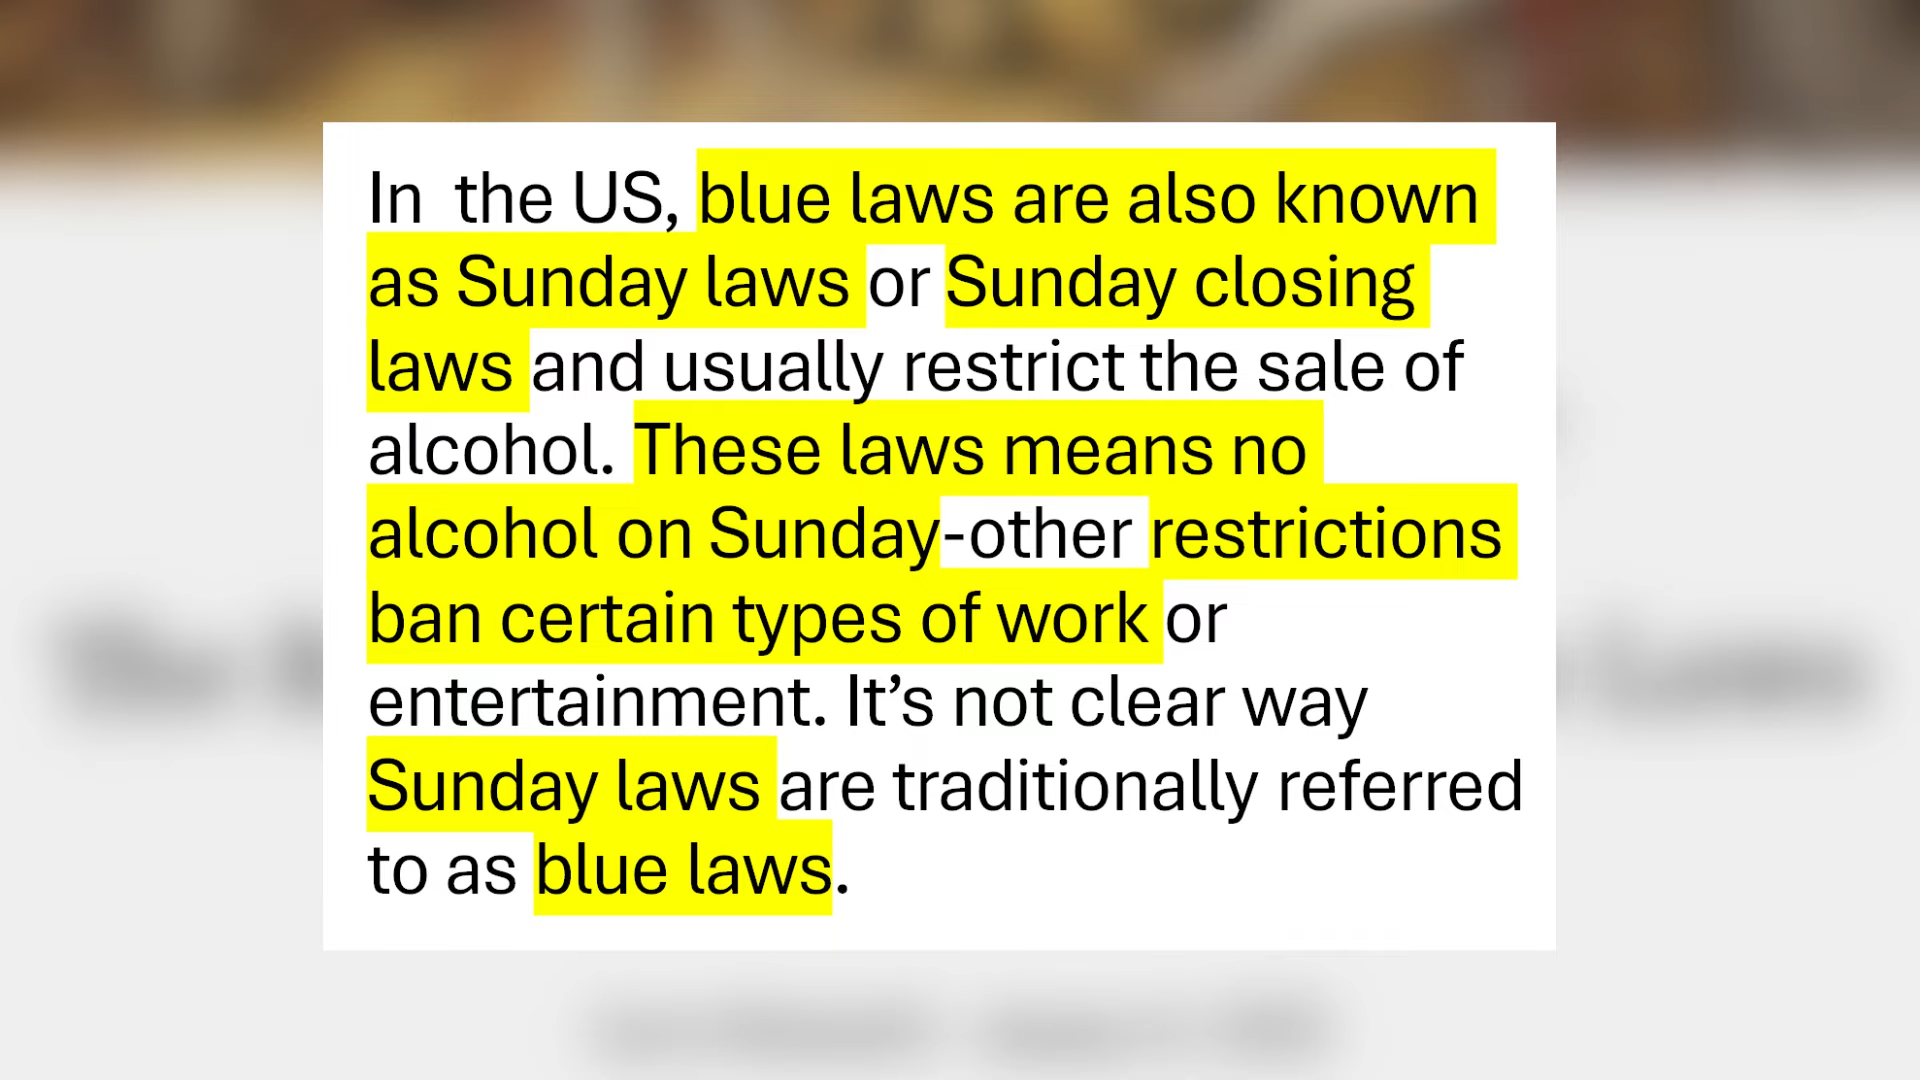 In  the US, blue laws are also known
as Sunday laws or Sunday closing
laws and usually restrict the sale of
alcohol. These laws means no
alcohol on Sunday-other restrictions
ban certain types of work or
entertainment. It’s not clear way
Sunday laws are traditionally referred
to as blue laws.